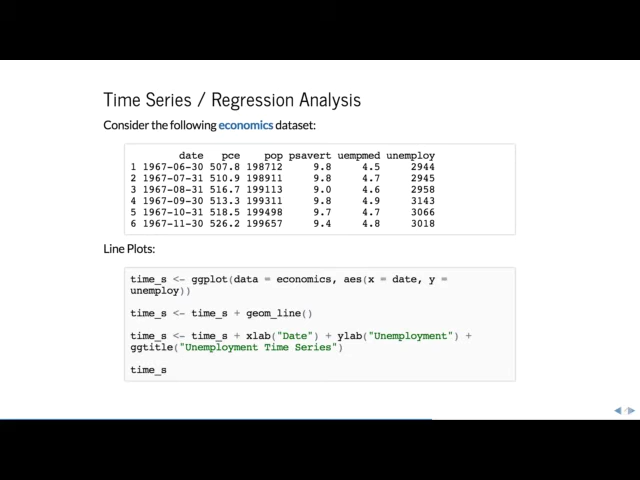 Time Series / Regression Analysis
Consider the following economics dataset:
date pce pop psavert uempmed unemploy
1 1967-06-30 507.8 198712 9.8 4.5 2944
2 1967-07-31 510.9 198911 9.8 4.7 2945
3 1967-08-31 516.7 199113 9.0 4.6 2958
4 1967-09-30 513.3 199311 9.8 4.9 3143
5 1967-10-31 518.5 199498 9.7 4.7 3066
6 1967-11-30 526.2 199657 9.4 4.8 3018
Line Plots:
time_s <- ggplot(data = economics, aes(x = date, y =
unemploy))
time_s <- time_s + geom_line()
time_s <- time_s + xlab("Date") + ylab("Unemployment") +
ggtitle("Unemployment Time Series")
time_s